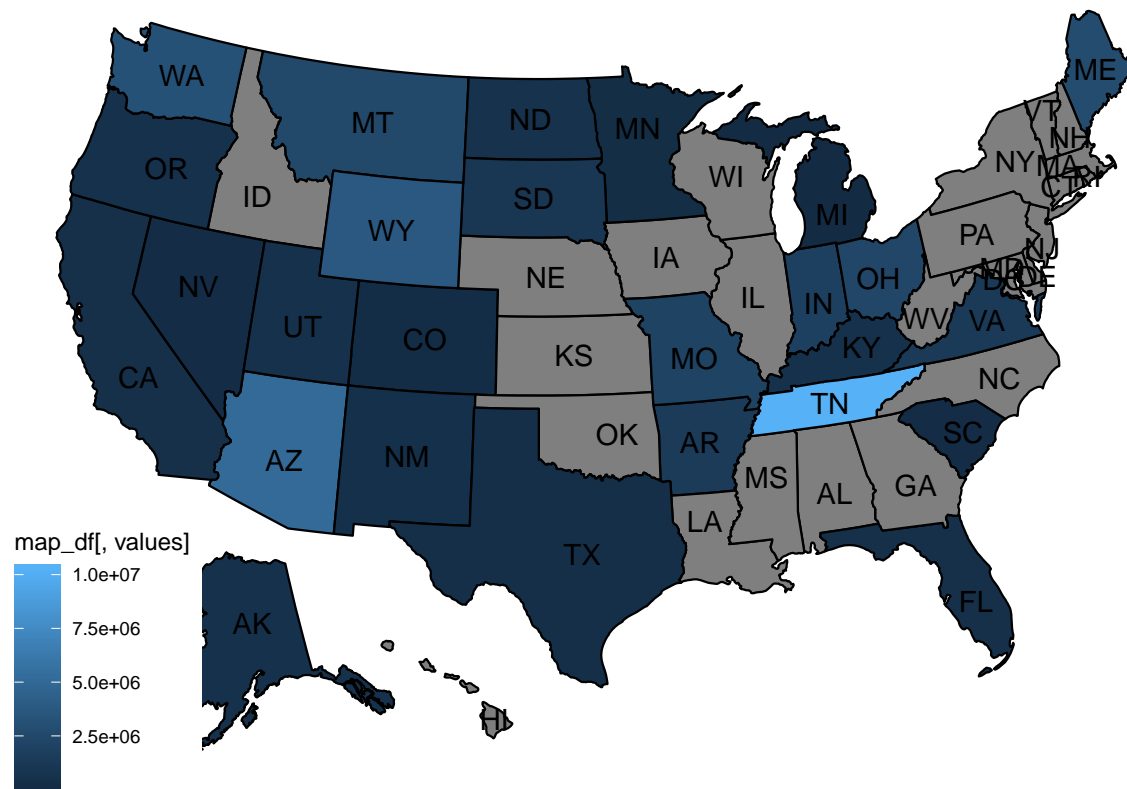 ME
WA
VT
ND
MT
MN
NH
NY
MA
OR
WI
RI
CT
ID
SD
MI
WY
PA
NJ
IA
NE
MD
OH
DE
DC
NV
IL
IN
WV
VA
UT
CO
KY
KS
MO
CA
NC
TN
OK
SC
AR
NM
AZ
MS
GA
AL
LA
map_df[, values]
TX
1.0e+07
FL
AK
7.5e+06
5.0e+06
HI
2.5e+06